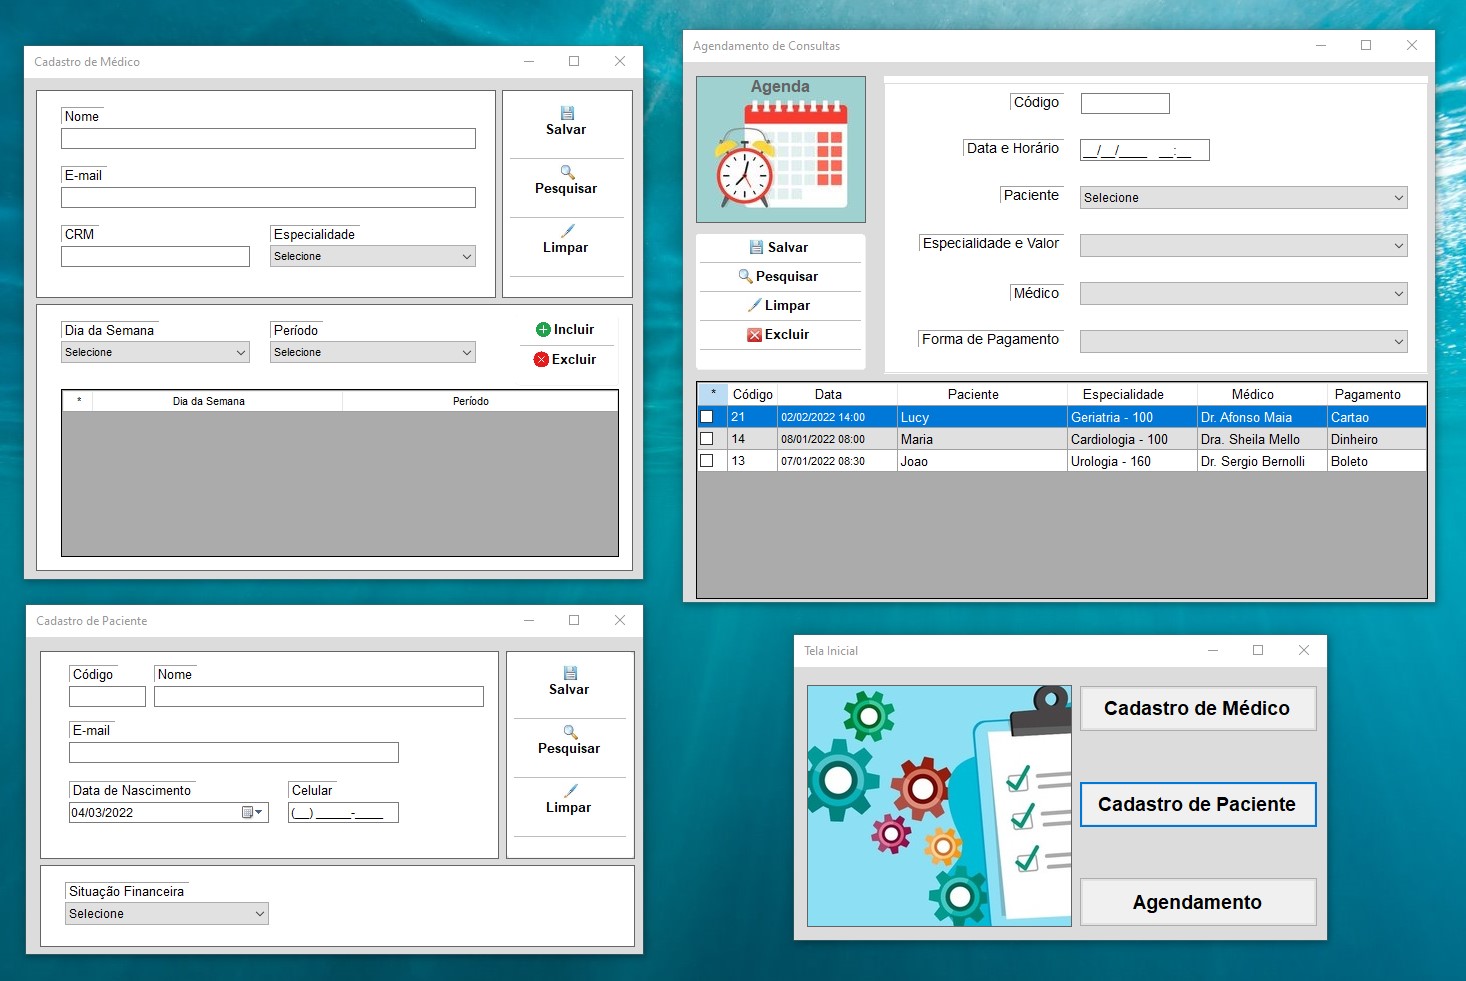 Cadastro de Médico
Nome
E-mail
CRM
Especialidade
Selecione
Salvar
Pesquisar
Limpar
Dia da Semana
Período
Selecione
Selecione
Incluir
Excluir
* Dia da Semana Período
Agendamento de Consultas
Agenda
Salvar
Pesquisar
Limpar
Excluir
Código
Data e Horário __/__/____ __:__
Paciente Selecione
Especialidade e Valor
Médico
Forma de Pagamento
* Código Data Paciente Especialidade Médico Pagamento
21 02/02/2022 14:00 Lucy Geriatria - 100 Dr. Afonso Maia Cartao
14 08/01/2022 08:00 Maria Cardiologia - 100 Dra. Sheila Mello Dinheiro
13 07/01/2022 08:30 Joao Urologia - 160 Dr. Sergio Bernolli Boleto
Cadastro de Paciente
Código Nome
E-mail
Data de Nascimento Celular
04/03/2022 (__) _____-____
Salvar
Pesquisar
Limpar
Situação Financeira
Selecione
Tela Inicial
Cadastro de Médico
Cadastro de Paciente
Agendamento